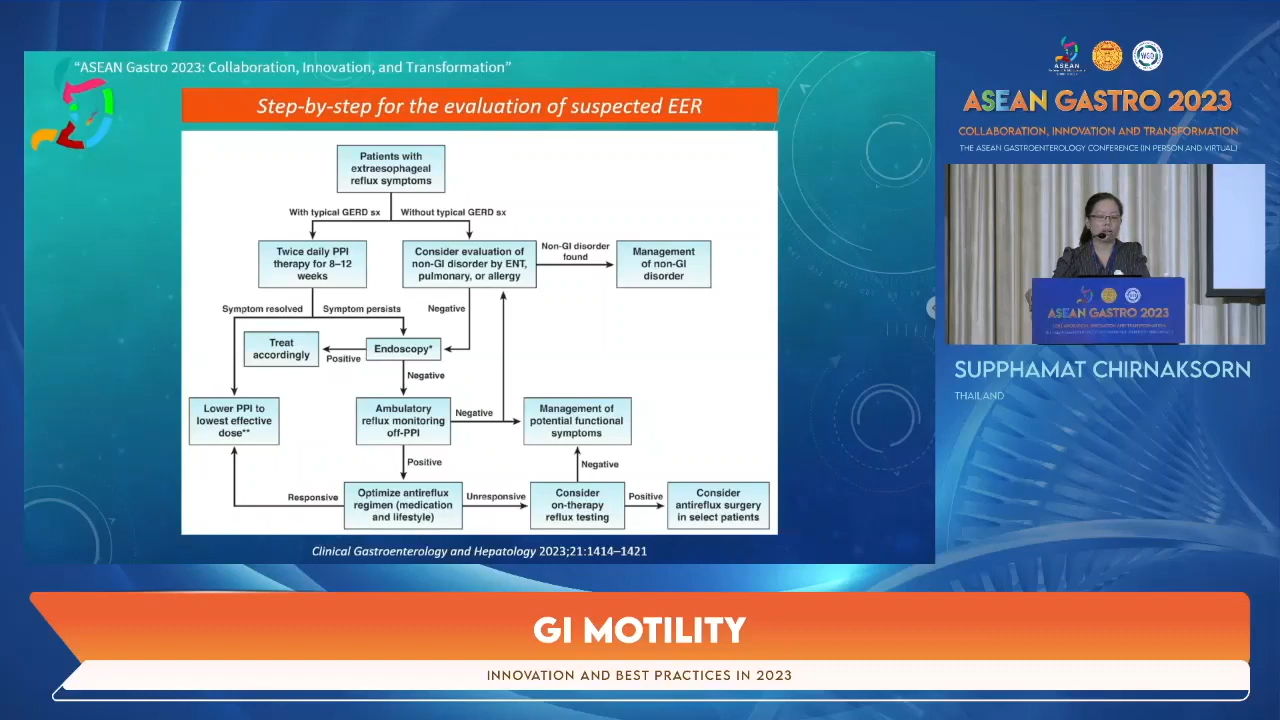 "ASEAN Gastro 2023: Collaboration, Innovation, and Transformation"
Step-by-step for the evaluation of suspected EER
Patients with
extraesophageal
reflux symptoms
With typical GERD sx
Without typical GERD sx
Twice daily PPI
therapy for 8–12
weeks
Consider evaluation of
non-GI disorder by ENT,
pulmonary, or allergy
Non-GI disorder
found
Management
of non-GI
disorder
Symptom resolved
Symptom persists
Negative
Treat
accordingly
Positive
Endoscopy*
Negative
Lower PPI to
lowest effective
dose**
Ambulatory
reflux monitoring
off-PPI
Negative
Management of
potential functional
symptoms
Positive
Negative
Responsive
Optimize antireflux
regimen (medication
and lifestyle)
Unresponsive
Consider
on-therapy
reflux testing
Positive
Consider
antireflux surgery
in select patients
Clinical Gastroenterology and Hepatology 2023;21:1414–1421
ASEAN
WGO
ASEAN GASTRO 2023
COLLABORATION, INNOVATION AND TRANSFORMATION
THE ASEAN GASTROENTEROLOGY CONFERENCE (IN PERSON AND VIRTUAL)
ASEAN GASTRO 2023
SUPPHAMAT CHIRNAKSORN
THAILAND
GI MOTILITY
INNOVATION AND BEST PRACTICES IN 2023